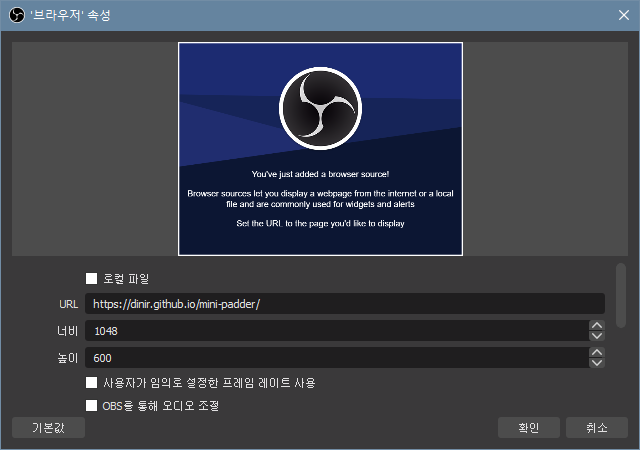 '브라우저' 속성
You've just added a browser source!
Browser sources let you display a webpage from the internet or a local
file and are commonly used for widgets and alerts
Set the URL to the page you'd like to display
로컬 파일
URL https://dinir.github.io/mini-padder/
너비 1048
높이 600
사용자가 임의로 설정한 프레임 레이트 사용
OBS을 통해 오디오 조절
기본값 확인 취소